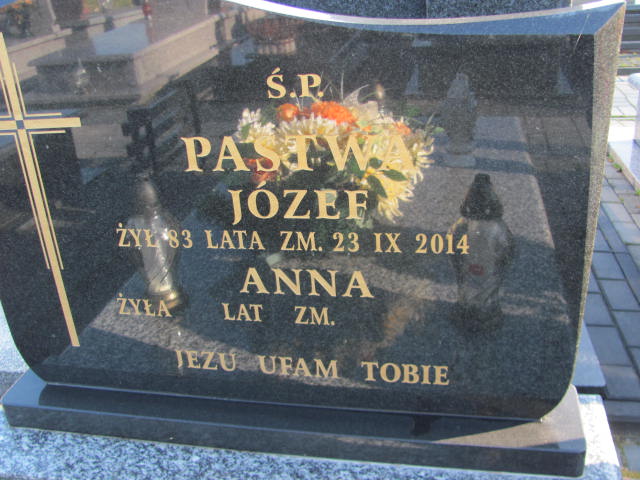 Ś.P.
PASTWA
JÓZEF
ŻYŁ 83 LATA ZM. 23 IX 2014
ANNA
ŻYŁA LAT ZM.
JEZU UFAM TOBIE